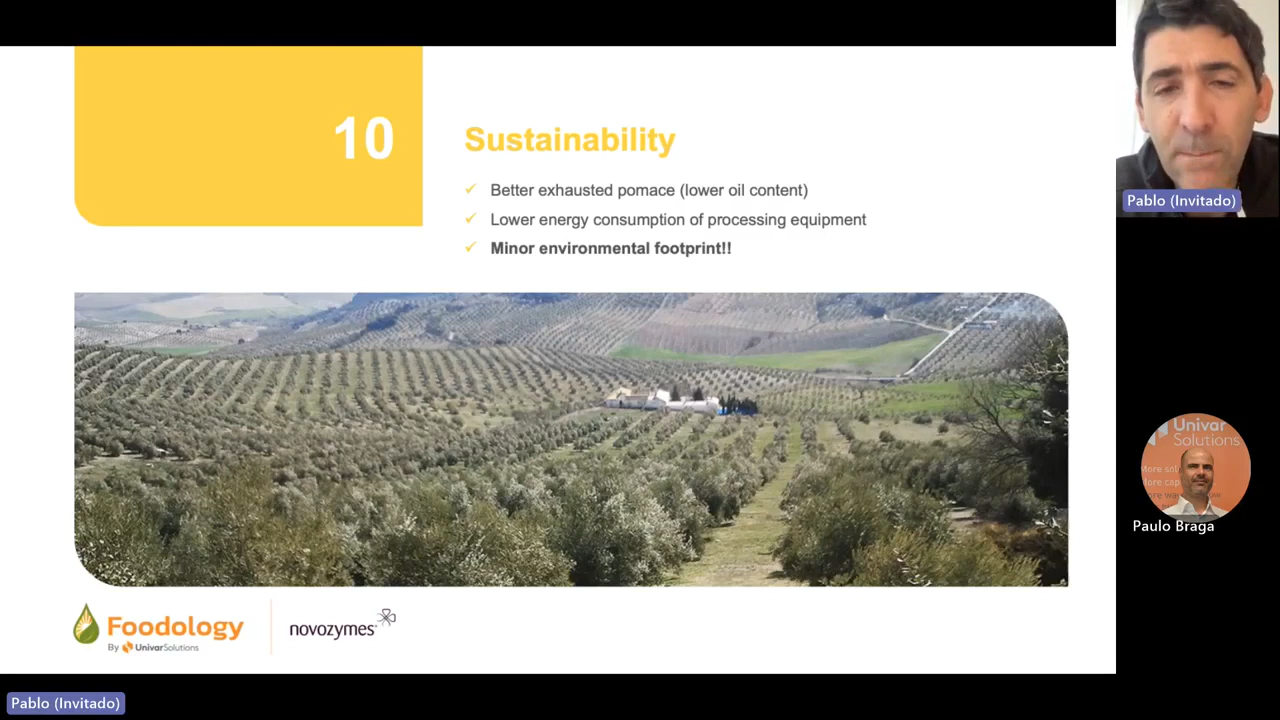 10
Sustainability
✓ Better exhausted pomace (lower oil content)
✓ Lower energy consumption of processing equipment
✓ Minor environmental footprint!!
Foodology
By UnivarSolutions
novozymes
Pablo (Invitado)
Pablo (Invitado)
Univar
Solutions
Paulo Braga